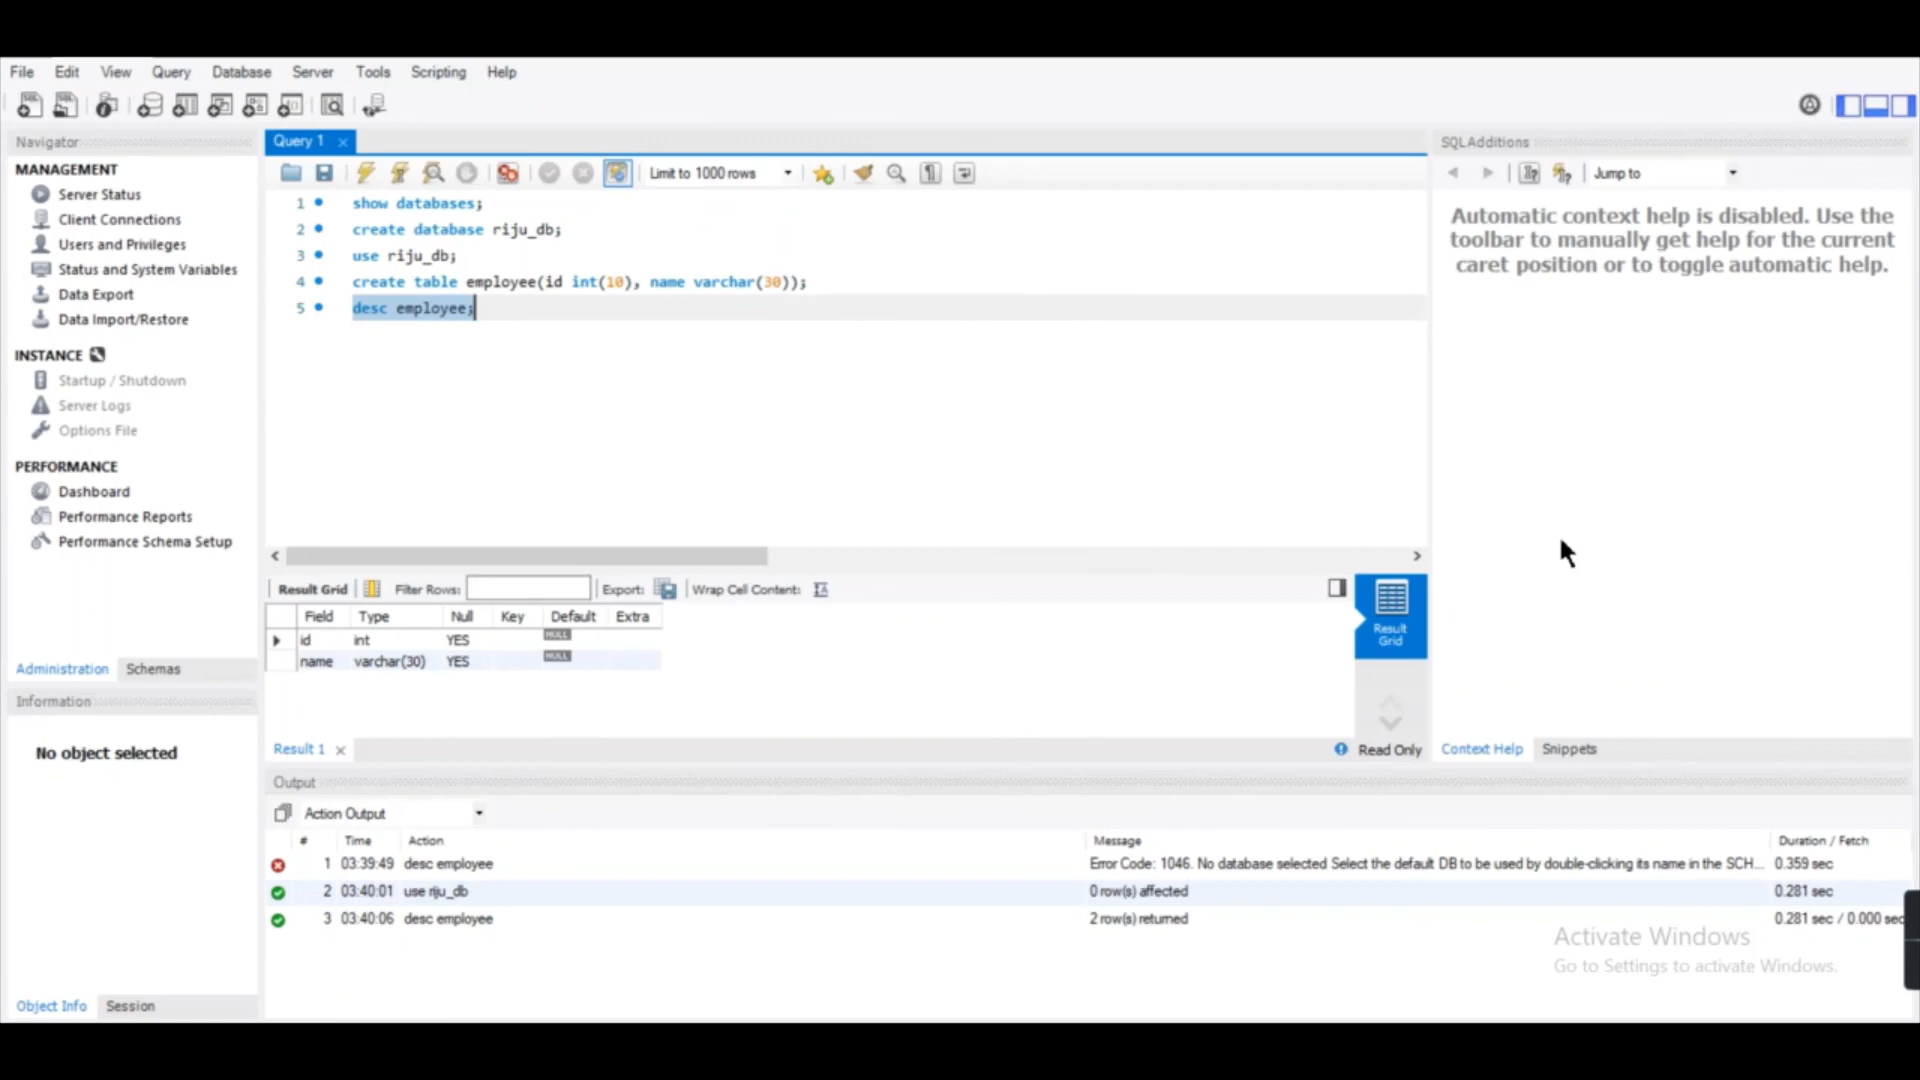 File Edit View Query Database Server Tools Scripting Help
Navigator
MANAGEMENT
Server Status
Client Connections
Users and Privileges
Status and System Variables
Data Export
Data Import/Restore
INSTANCE
Startup / Shutdown
Server Logs
Options File
PERFORMANCE
Dashboard
Performance Reports
Performance Schema Setup
Administration Schemas
Information
No object selected
Object Info Session
Query 1
Limit to 1000 rows
1 show databases;
2 create database riju_db;
3 use riju_db;
4 create table employee(id int(10), name varchar(30));
5 desc employee;
Result Grid Filter Rows: Export: Wrap Cell Content:
Field Type Null Key Default Extra
id int YES NULL
name varchar(30) YES NULL
Result Grid
Result 1
Read Only
SQLAdditions
Jump to
Automatic context help is disabled. Use the
toolbar to manually get help for the current
caret position or to toggle automatic help.
Context Help Snippets
Output
Action Output
# Time Action Message Duration / Fetch
1 03:39:49 desc employee Error Code: 1046. No database selected Select the default DB to be used by double-clicking its name in the SCH... 0.359 sec
2 03:40:01 use riju_db 0 row(s) affected 0.281 sec
3 03:40:06 desc employee 2 row(s) returned 0.281 sec / 0.000 sec
Activate Windows
Go to Settings to activate Windows.